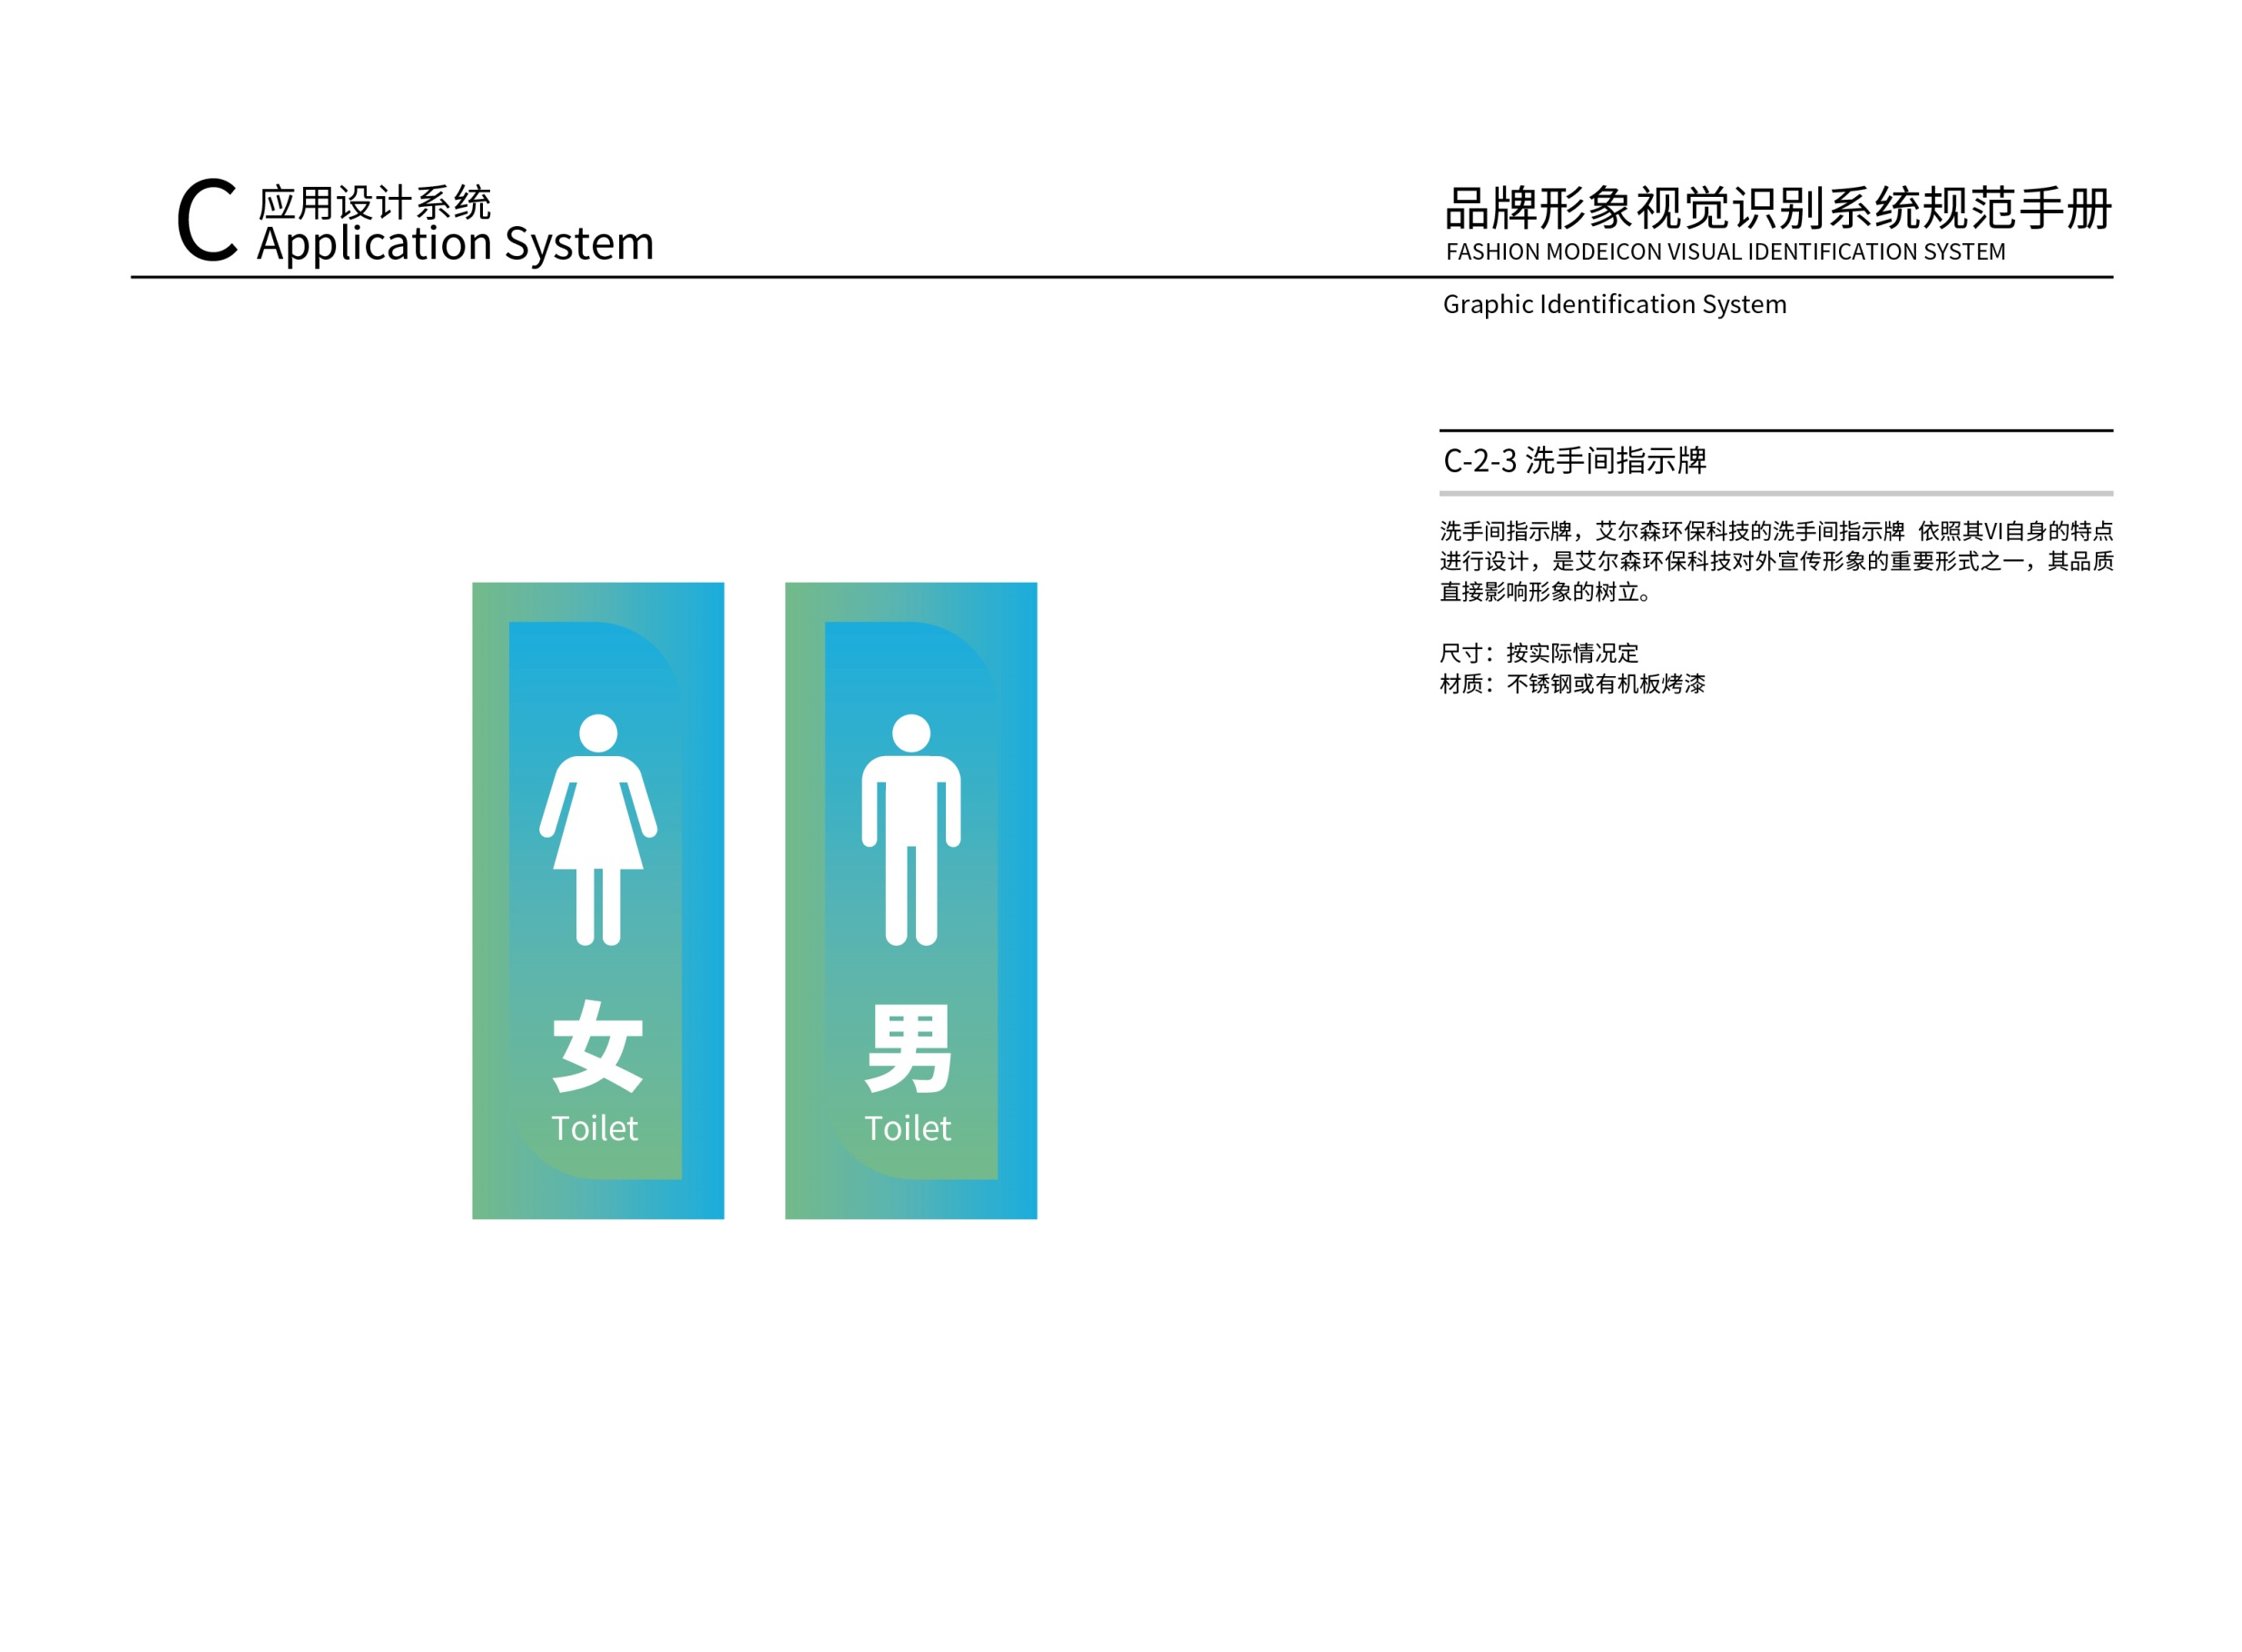 C
应用设计系统
Application System
品牌形象视觉识别系统规范手册
FASHION MODEICON VISUAL IDENTIFICATION SYSTEM
Graphic Identification System
C-2-3 洗手间指示牌
洗手间指示牌，艾尔森环保科技的洗手间指示牌 依照其VI自身的特点
进行设计，是艾尔森环保科技对外宣传形象的重要形式之一，其品质
直接影响形象的树立。
尺寸：按实际情况定
材质：不锈钢或有机板烤漆
女
Toilet
男
Toilet